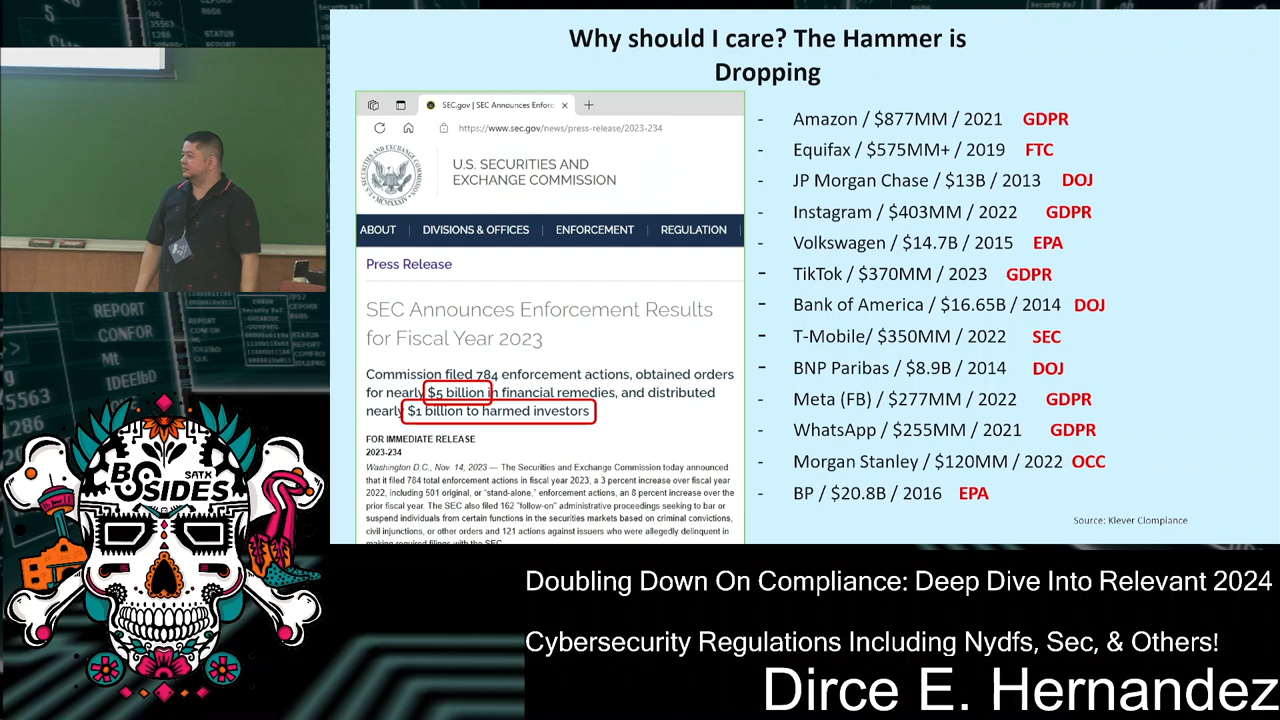 Why should I care? The Hammer is
Dropping
SEC.gov | SEC Announces Enforc
https://www.sec.gov/news/press-release/2023-234
U.S. SECURITIES AND
EXCHANGE COMMISSION
ABOUT | DIVISIONS & OFFICES | ENFORCEMENT | REGULATION
Press Release
SEC Announces Enforcement Results
for Fiscal Year 2023
Commission filed 784 enforcement actions, obtained orders
for nearly $5 billion in financial remedies, and distributed
nearly $1 billion to harmed investors
FOR IMMEDIATE RELEASE
2023-234
Washington D.C., Nov. 14, 2023 — The Securities and Exchange Commission today announced
that it filed 784 total enforcement actions in fiscal year 2023, a 3 percent increase over fiscal year
2022, including 501 original, or "stand-alone," enforcement actions, an 8 percent increase over the
prior fiscal year. The SEC also filed 162 "follow-on" administrative proceedings seeking to bar or
suspend individuals from certain functions in the securities markets based on criminal convictions,
civil injunctions, or other orders and 121 actions against issuers who were allegedly delinquent in
making required filings with the SEC.
- Amazon / $877MM / 2021 GDPR
- Equifax / $575MM+ / 2019 FTC
- JP Morgan Chase / $13B / 2013 DOJ
- Instagram / $403MM / 2022 GDPR
- Volkswagen / $14.7B / 2015 EPA
- TikTok / $370MM / 2023 GDPR
- Bank of America / $16.65B / 2014 DOJ
- T-Mobile/ $350MM / 2022 SEC
- BNP Paribas / $8.9B / 2014 DOJ
- Meta (FB) / $277MM / 2022 GDPR
- WhatsApp / $255MM / 2021 GDPR
- Morgan Stanley / $120MM / 2022 OCC
- BP / $20.8B / 2016 EPA
Source: Klever Clompiance
REPORT
BSIDES
SATX
Doubling Down On Compliance: Deep Dive Into Relevant 2024
Cybersecurity Regulations Including Nydfs, Sec, & Others!
Dirce E. Hernandez